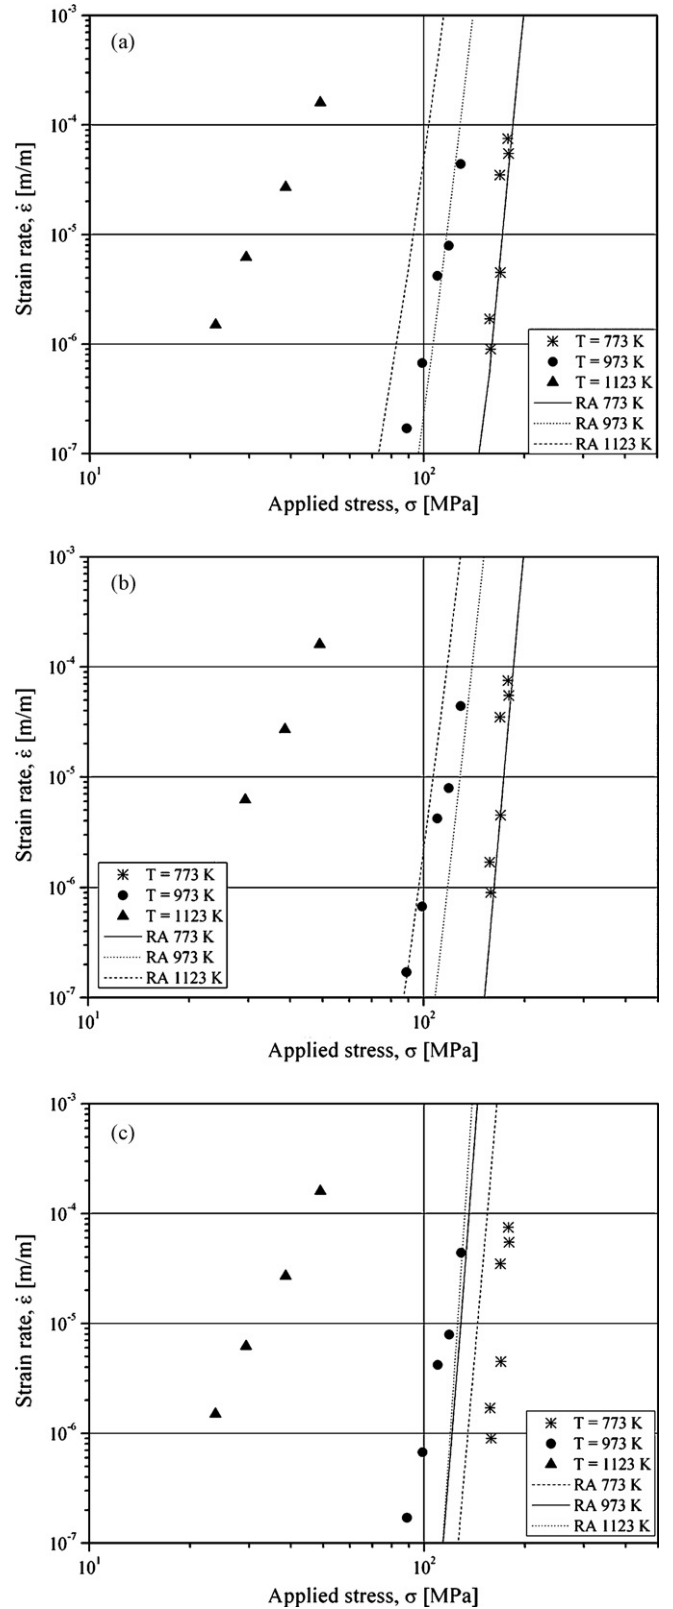 (a)
10⁻³
10⁻⁴
10⁻⁵
10⁻⁶
10⁻⁷
Strain rate, ε̇ [m/m]
T = 773 K
T = 973 K
T = 1123 K
RA 773 K
RA 973 K
RA 1123 K
10¹
10²
Applied stress, σ [MPa]
(b)
10⁻³
10⁻⁴
10⁻⁵
10⁻⁶
10⁻⁷
Strain rate, ε̇ [m/m]
T = 773 K
T = 973 K
T = 1123 K
RA 773 K
RA 973 K
RA 1123 K
10¹
10²
Applied stress, σ [MPa]
(c)
10⁻³
10⁻⁴
10⁻⁵
10⁻⁶
10⁻⁷
Strain rate, ε̇ [m/m]
T = 773 K
T = 973 K
T = 1123 K
RA 773 K
RA 973 K
RA 1123 K
10¹
10²
Applied stress, σ [MPa]